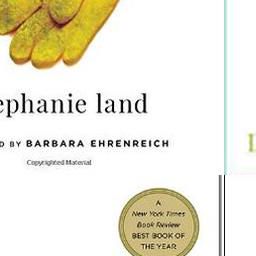 ephanie land
D BY BARBARA EHRENREICH
Copyrighted Material
A
New York Times
Book Review
BEST BOOK OF
THE YEAR